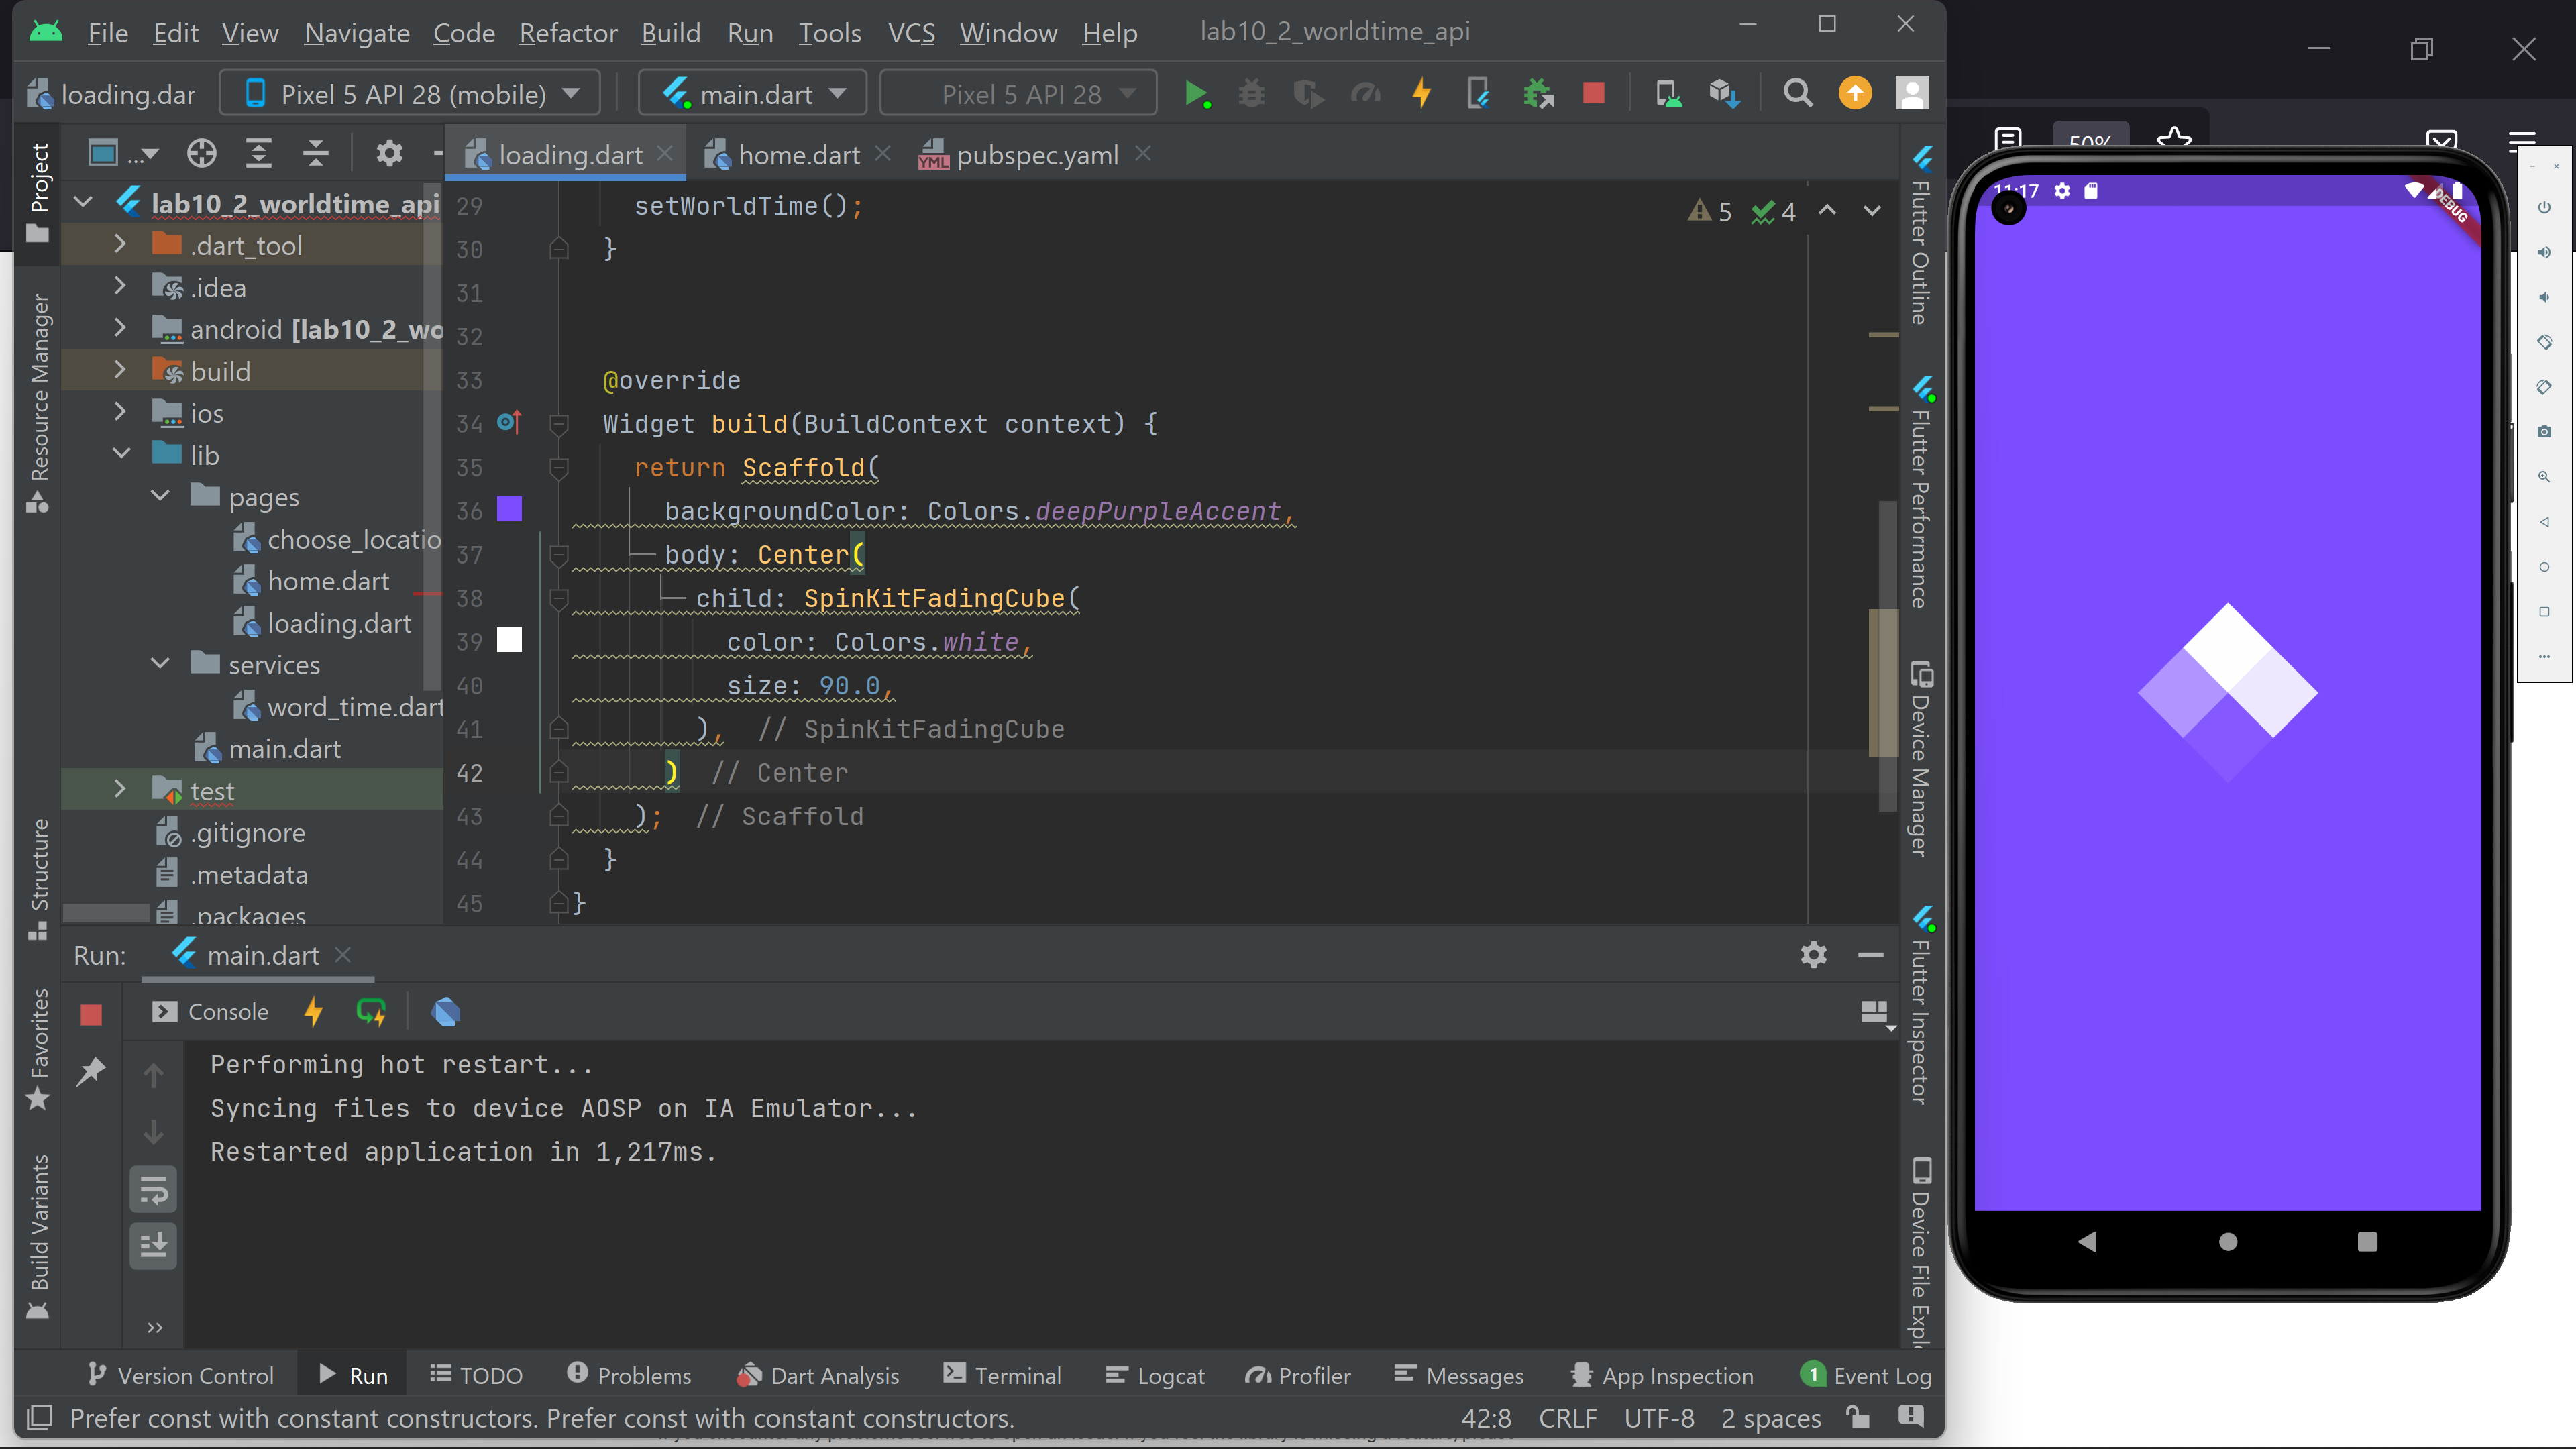 File Edit View Navigate Code Refactor Build Run Tools VCS Window Help lab10_2_worldtime_api
loading.dar Pixel 5 API 28 (mobile) main.dart Pixel 5 API 28
50%
... loading.dart home.dart pubspec.yaml
Project
Resource Manager
Structure
Favorites
Build Variants
lab10_2_worldtime_api
.dart_tool
.idea
android [lab10_2_wo
build
ios
lib
pages
choose_locatio
home.dart
loading.dart
services
word_time.dart
main.dart
test
.gitignore
.metadata
.packages
5 4
29 setWorldTime();
30 }
31
32
33 @override
34 Widget build(BuildContext context) {
35 return Scaffold(
36 backgroundColor: Colors.deepPurpleAccent,
37 body: Center(
38 child: SpinKitFadingCube(
39 color: Colors.white,
40 size: 90.0,
41 ), // SpinKitFadingCube
42 ) // Center
43 ); // Scaffold
44 }
45 }
Flutter Outline
Flutter Performance
Device Manager
Flutter Inspector
Device File Explo
11:17
DEBUG
Run: main.dart
Console
Performing hot restart...
Syncing files to device AOSP on IA Emulator...
Restarted application in 1,217ms.
Version Control Run TODO Problems Dart Analysis Terminal Logcat Profiler Messages App Inspection 1 Event Log
Prefer const with constant constructors. Prefer const with constant constructors. 42:8 CRLF UTF-8 2 spaces